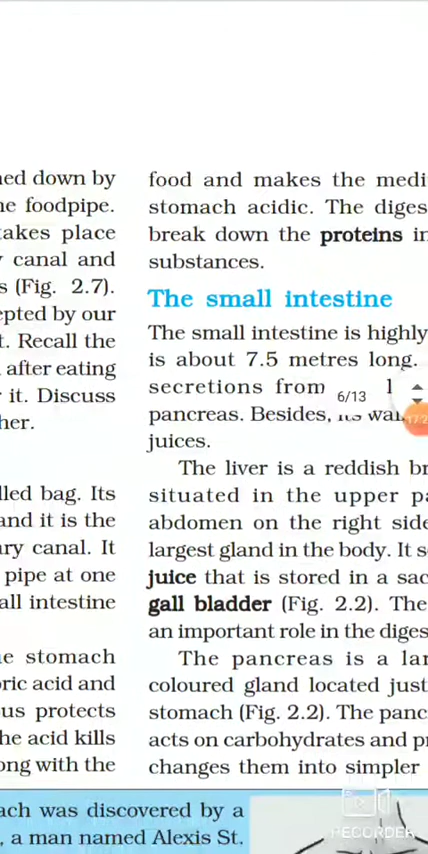 ned down by
ne foodpipe.
takes place
y canal and
s (Fig. 2.7).
epted by our
t. Recall the
after eating
r it. Discuss
her.
lled bag. Its
and it is the
ary canal. It
pipe at one
all intestine
e stomach
oric acid and
us protects
he acid kills
ong with the
food and makes the medi
stomach acidic. The diges
break down the proteins in
substances.
The small intestine
The small intestine is highly
is about 7.5 metres long.
secretions from
pancreas. Besides,
juices.
The liver is a reddish br
situated in the upper pa
abdomen on the right side
largest gland in the body. It s
juice that is stored in a sac
gall bladder (Fig. 2.2). The
an important role in the diges
The pancreas is a lar
coloured gland located just
stomach (Fig. 2.2). The panc
acts on carbohydrates and pr
changes them into simpler
6/13
ach was discovered by a
, a man named Alexis St.
RECORDER